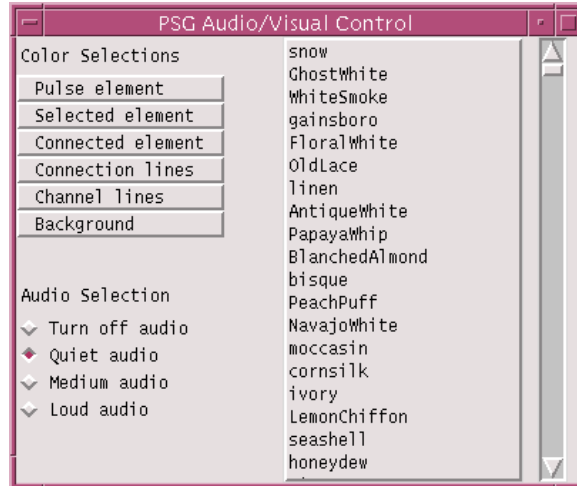 PSG Audio/Visual Control
Color Selections
Pulse element
Selected element
Connected element
Connection lines
Channel lines
Background
Audio Selection
Turn off audio
Quiet audio
Medium audio
Loud audio
snow
GhostWhite
WhiteSmoke
gainsboro
FloralWhite
OldLace
linen
AntiqueWhite
PapayaWhip
BlanchedAlmond
bisque
PeachPuff
NavajoWhite
moccasin
cornsilk
ivory
LemonChiffon
seashell
honeydew